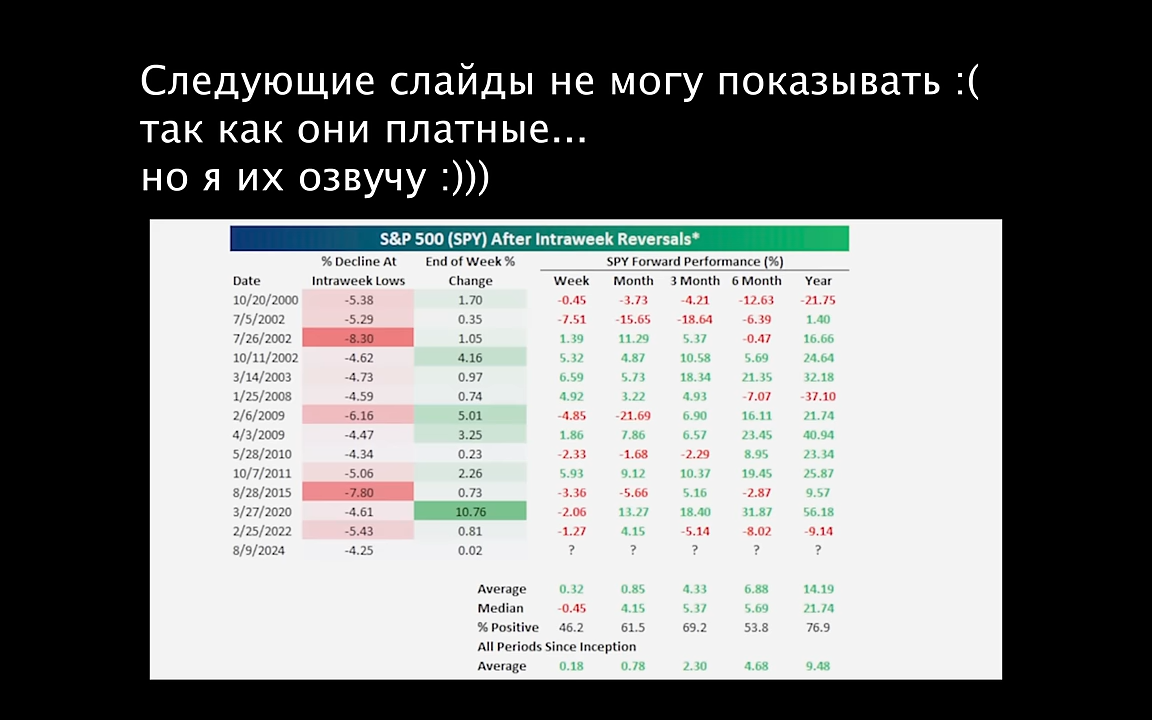 Следующие слайды не могу показывать :(
так как они платные...
но я их озвучу :)))
S&P 500 (SPY) After Intraweek Reversals*
% Decline At End of Week % SPY Forward Performance (%)
Date Intraweek Lows Change Week Month 3 Month 6 Month Year
10/20/2000 -5.38 1.70 -0.45 -3.73 -4.21 -12.63 -21.75
7/5/2002 -5.29 0.35 -7.51 -15.65 -18.64 -6.39 1.40
7/26/2002 -8.30 1.05 1.39 11.29 5.37 -0.47 16.66
10/11/2002 -4.62 4.16 5.32 4.87 10.58 5.69 24.64
3/14/2003 -4.73 0.97 6.59 5.73 18.34 21.35 32.18
1/25/2008 -4.59 0.74 4.92 3.22 4.93 -7.07 -37.10
2/6/2009 -6.16 5.01 -4.85 -21.69 6.90 16.11 21.74
4/3/2009 -4.47 3.25 1.86 7.86 6.57 23.45 40.94
5/28/2010 -4.34 0.23 -2.33 -1.68 -2.29 8.95 23.34
10/7/2011 -5.06 2.26 5.93 9.12 10.37 19.45 25.87
8/28/2015 -7.80 0.73 -3.36 -5.66 5.16 -2.87 9.57
3/27/2020 -4.61 10.76 -2.06 13.27 18.40 31.87 56.18
2/25/2022 -5.43 0.81 -1.27 4.15 -5.14 -8.02 -9.14
8/9/2024 -4.25 0.02 ? ? ? ? ?
Average 0.32 0.85 4.33 6.88 14.19
Median -0.45 4.15 5.37 5.69 21.74
% Positive 46.2 61.5 69.2 53.8 76.9
All Periods Since Inception
Average 0.18 0.78 2.30 4.68 9.48